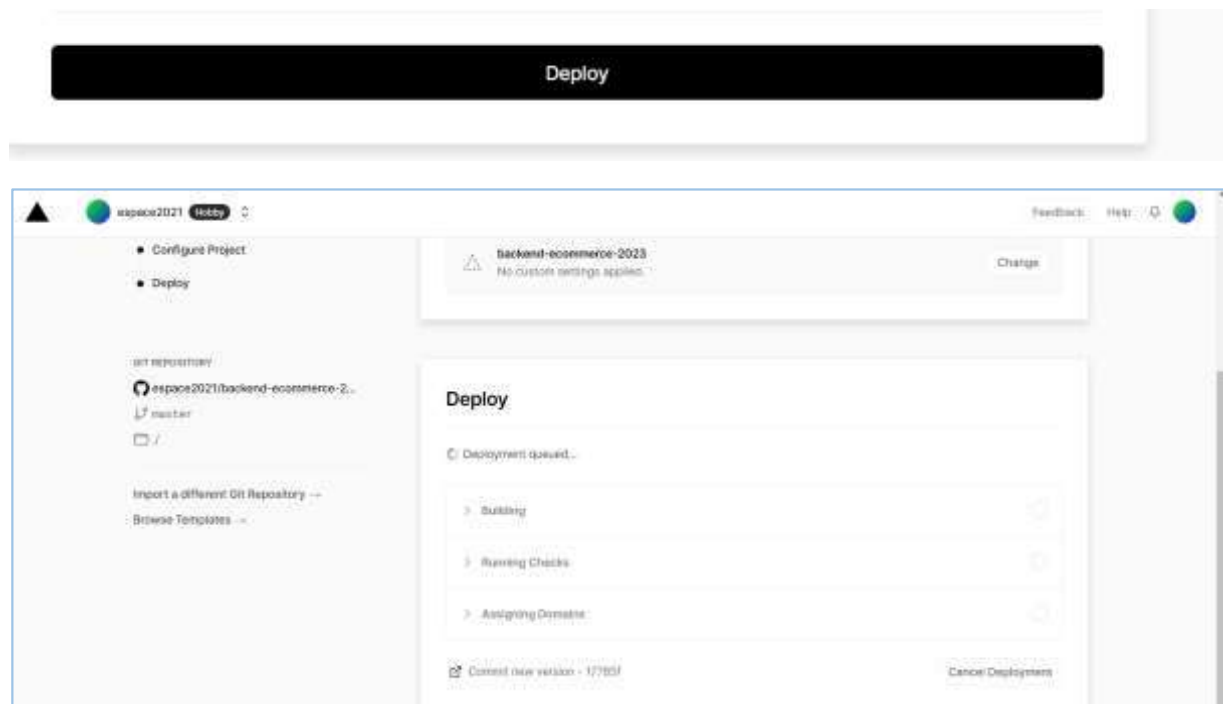 Deploy
espace2021 Hobby
Feedback Help
Configure Project
Deploy
backend-ecommerce-2023
No custom settings applied.
Change
GIT REPOSITORY
espace2021/backend-ecommerce-2...
master
/
Import a different Git Repository →
Browse Templates →
Deploy
Deployment queued...
Building
Running Checks
Assigning Domains
Commit new version -
Cancel Deployment